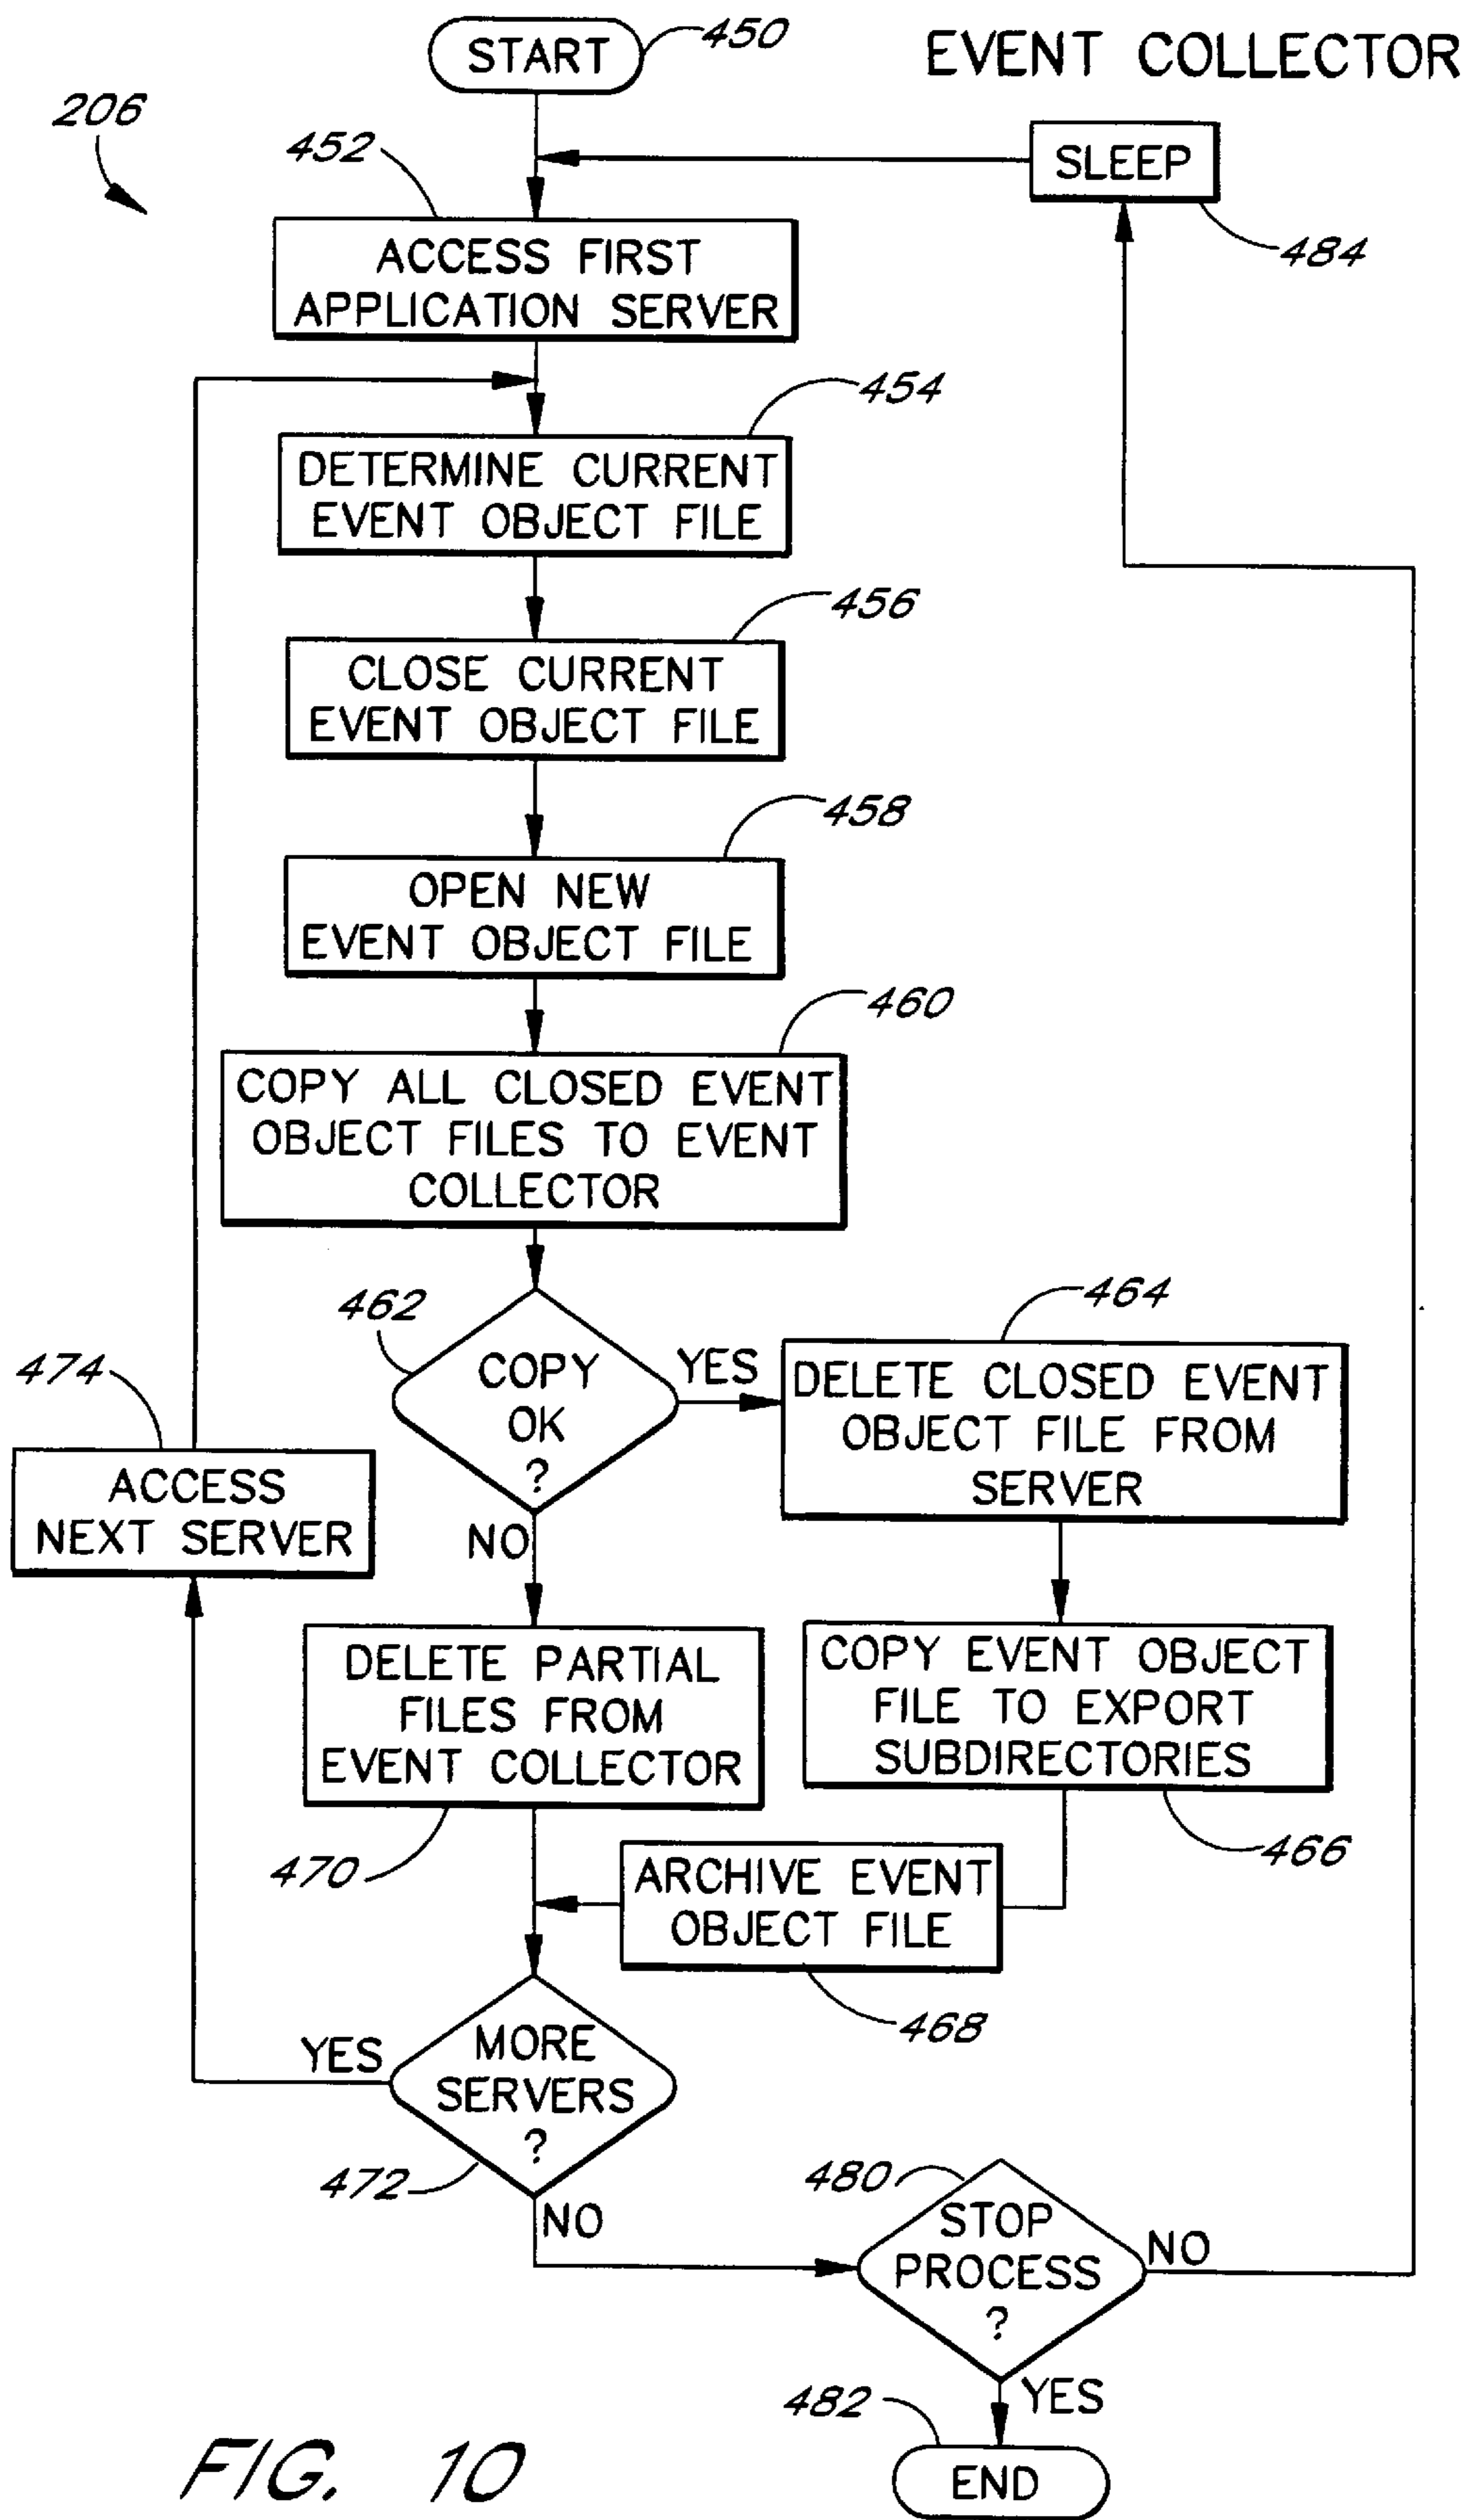 START
450
EVENT COLLECTOR
206
452
SLEEP
484
ACCESS FIRST
APPLICATION SERVER
454
DETERMINE CURRENT
EVENT OBJECT FILE
456
CLOSE CURRENT
EVENT OBJECT FILE
458
OPEN NEW
EVENT OBJECT FILE
460
COPY ALL CLOSED EVENT
OBJECT FILES TO EVENT
COLLECTOR
462
COPY
OK
?
YES
NO
464
DELETE CLOSED EVENT
OBJECT FILE FROM
SERVER
474
ACCESS
NEXT SERVER
DELETE PARTIAL
FILES FROM
EVENT COLLECTOR
470
COPY EVENT OBJECT
FILE TO EXPORT
SUBDIRECTORIES
466
ARCHIVE EVENT
OBJECT FILE
468
YES
MORE
SERVERS
?
472
NO
480
STOP
PROCESS
?
NO
YES
482
END
FIG. 10